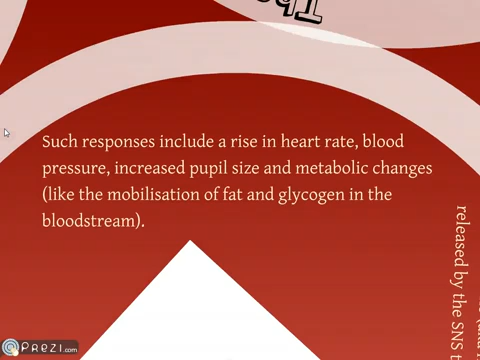 Such responses include a rise in heart rate, blood
pressure, increased pupil size and metabolic changes
(like the mobilisation of fat and glycogen in the
bloodstream).
released by the SNS
Prezi.com